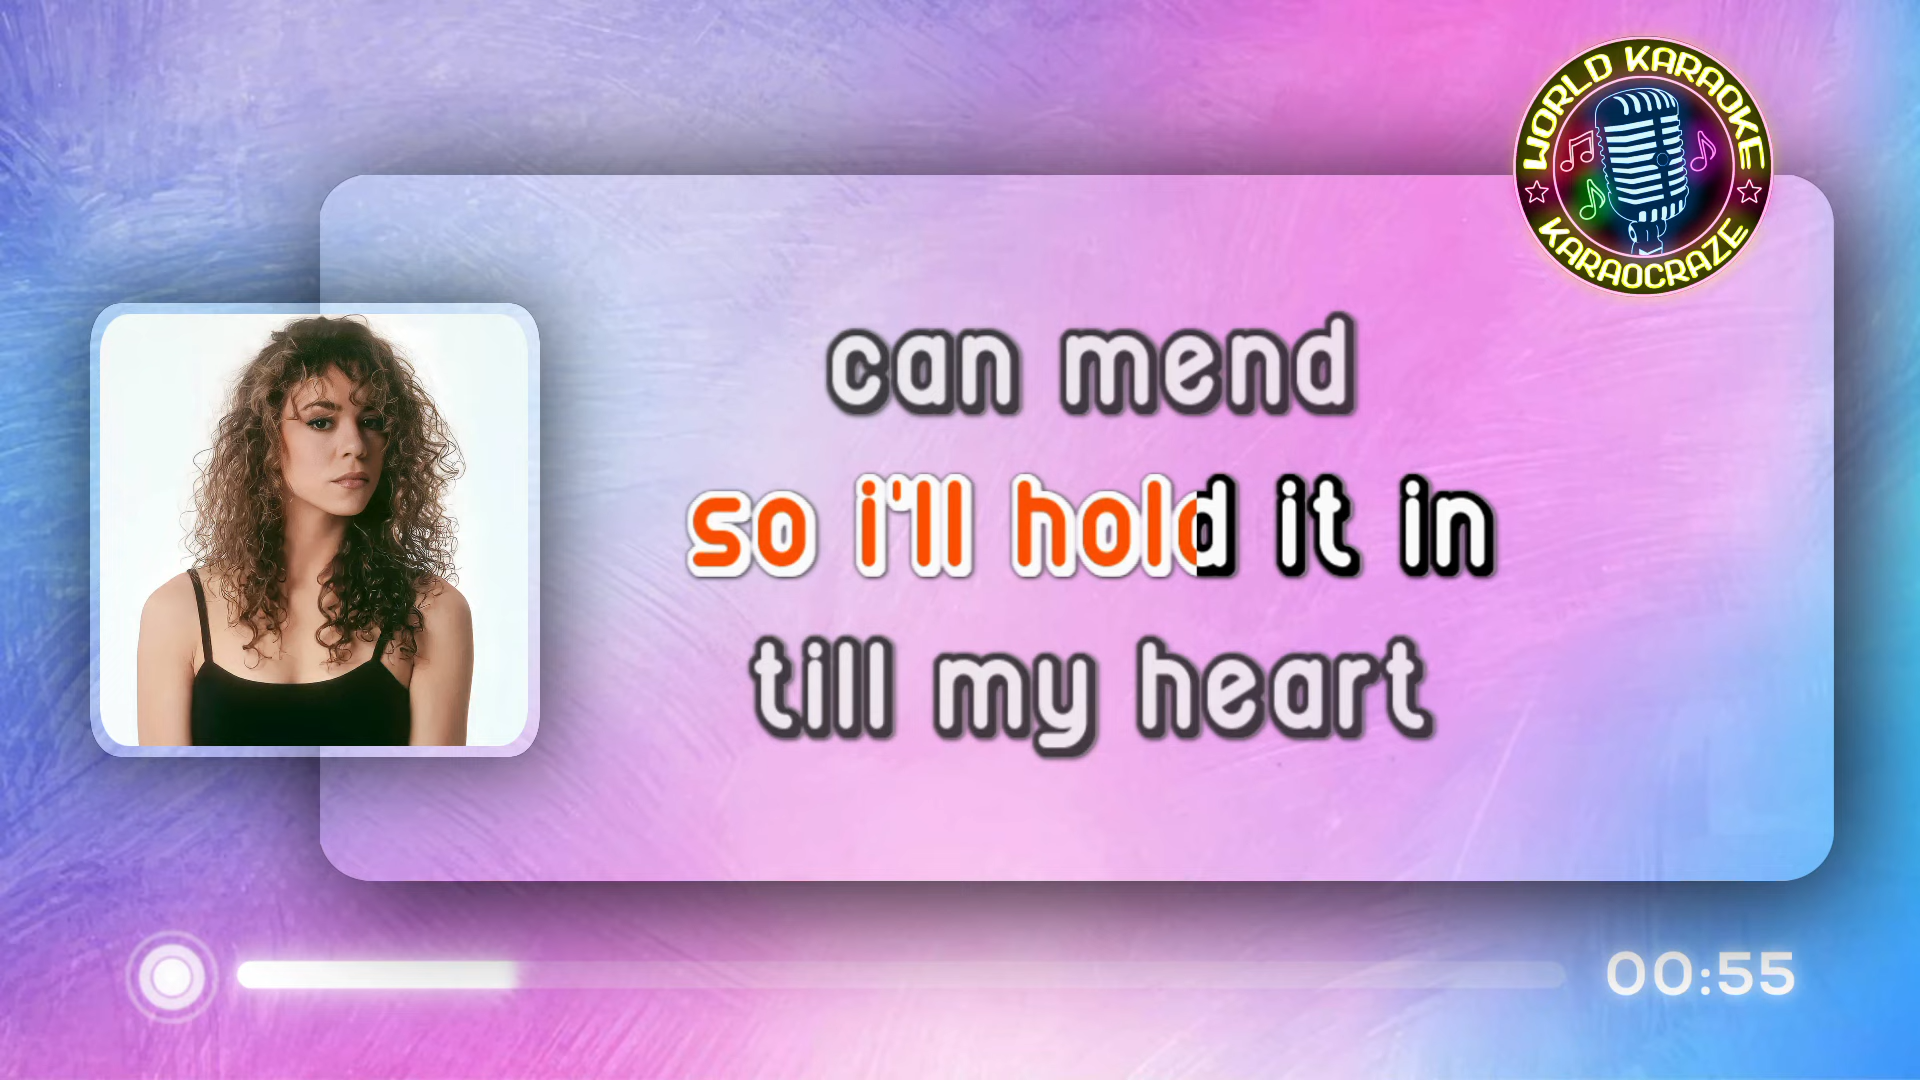 WORLD KARAOKE
KARAOCRAZE
can mend
so i'll hold it in
till my heart
00:55